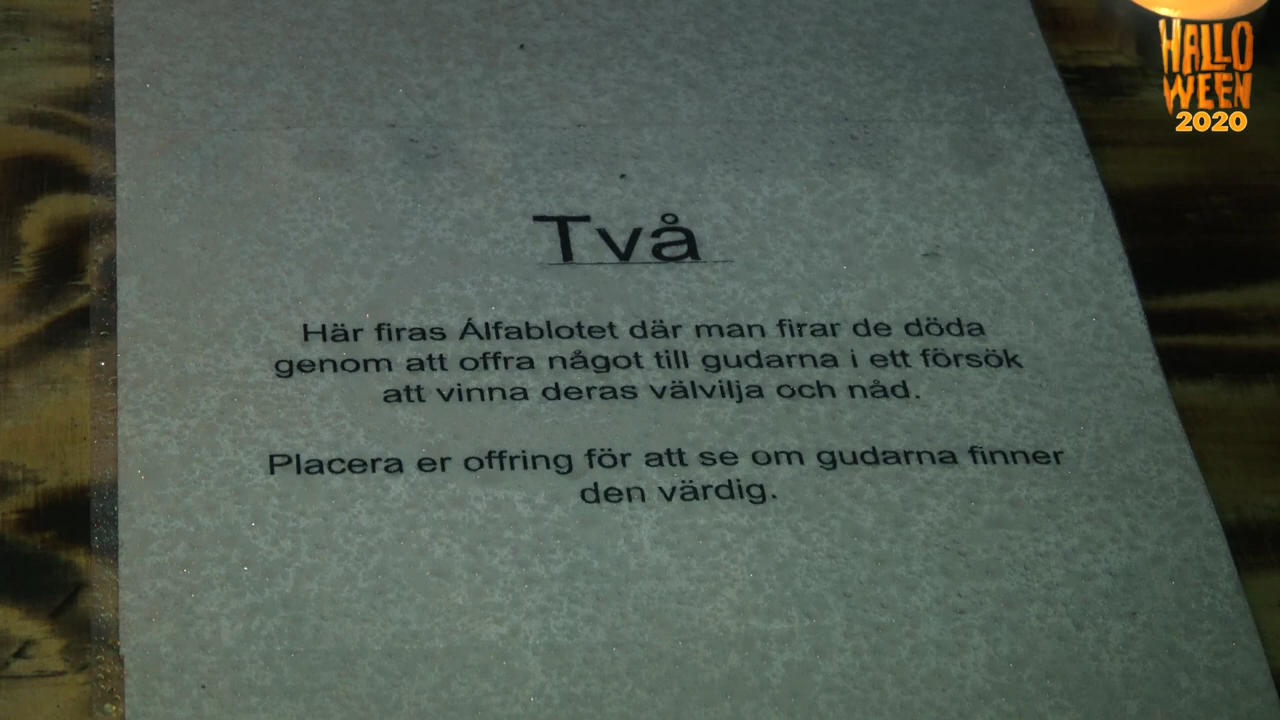 HALLO
WEEN
2020
Två
Här firas Álfablotet där man firar de döda
genom att offra något till gudarna i ett försök
att vinna deras välvilja och nåd.
Placera er offring för att se om gudarna finner
den värdig.